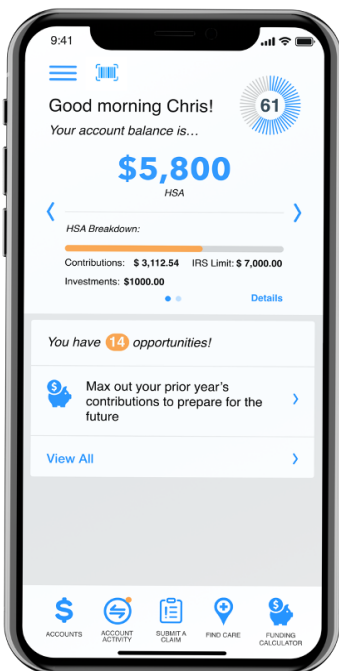 9:41
Good morning Chris!
61
Your account balance is...
$5,800
HSA
HSA Breakdown:
Contributions: $ 3,112.54 IRS Limit: $ 7,000.00
Investments: $1000.00
Details
You have 14 opportunities!
Max out your prior year's
contributions to prepare for the
future
View All
ACCOUNTS
ACCOUNT
ACTIVITY
SUBMIT A
CLAIM
FIND CARE
FUNDING
CALCULATOR